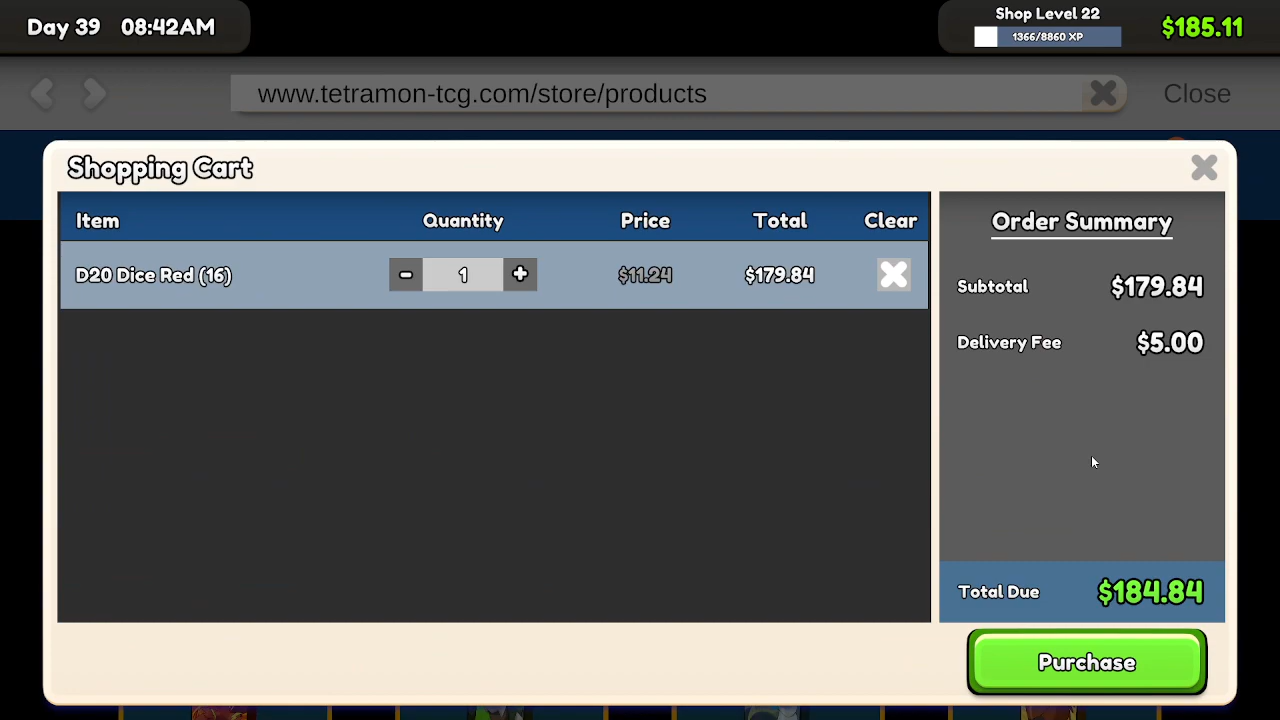 Day 39 08:42AM
Shop Level 22
1366/8860 XP
$185.11
www.tetramon-tcg.com/store/products
Close
Shopping Cart
Item Quantity Price Total Clear
D20 Dice Red (16) - 1 + $11.24 $179.84
Order Summary
Subtotal $179.84
Delivery Fee $5.00
Total Due $184.84
Purchase